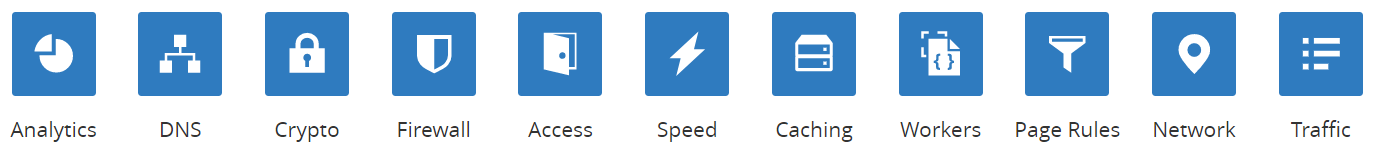 Analytics DNS Crypto Firewall Access Speed Caching Workers Page Rules Network Traffic